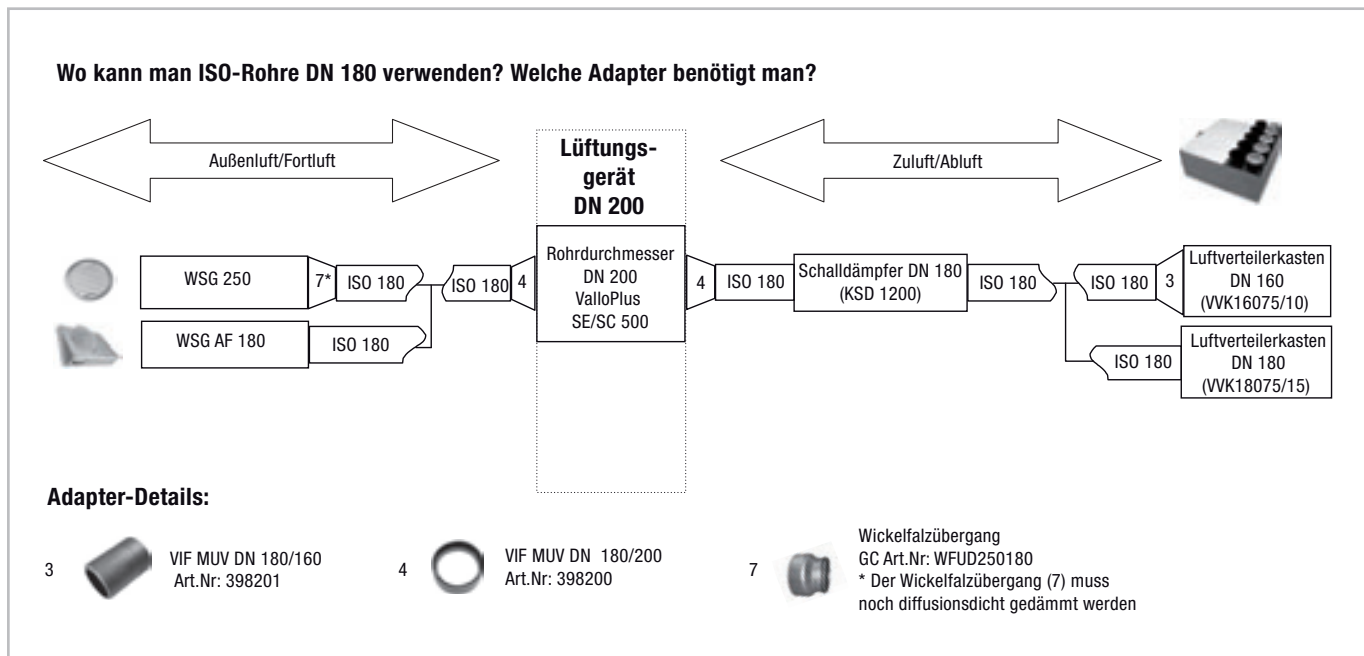 Wo kann man ISO-Rohre DN 180 verwenden? Welche Adapter benötigt man?
Außenluft/Fortluft
Lüftungs-
gerät
DN 200
Zuluft/Abluft
WSG 250
7*
ISO 180
ISO 180
4
Rohrdurchmesser
DN 200
ValloPlus
SE/SC 500
4
ISO 180
Schalldämpfer DN 180
(KSD 1200)
ISO 180
ISO 180
3
Luftverteilerkasten
DN 160
(VVK16075/10)
WSG AF 180
ISO 180
ISO 180
Luftverteilerkasten
DN 180
(VVK18075/15)
Adapter-Details:
3
VIF MUV DN 180/160
Art.Nr: 398201
4
VIF MUV DN 180/200
Art.Nr: 398200
7
Wickelfalzübergang
GC Art.Nr: WFUD250180
* Der Wickelfalzübergang (7) muss
noch diffusionsdicht gedämmt werden